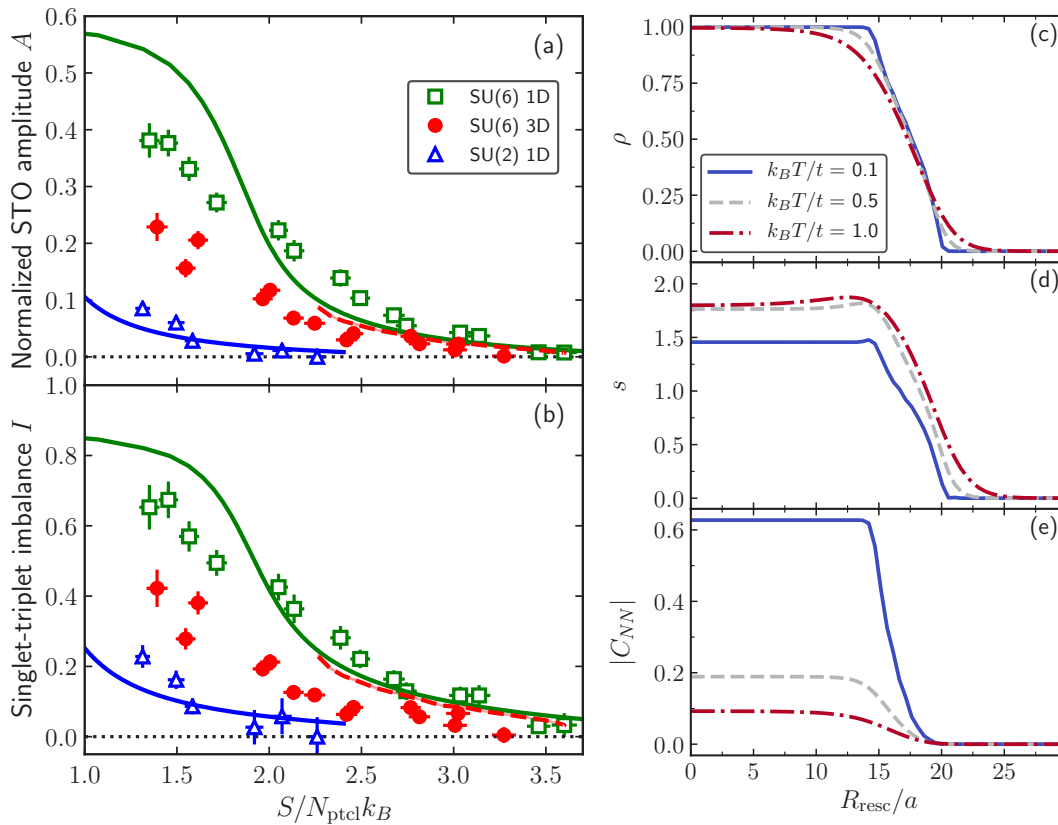 Normalized STO amplitude A
0.6
0.5
0.4
0.3
0.2
0.1
0.0
(a)
SU(6) 1D
SU(6) 3D
SU(2) 1D
Singlet-triplet imbalance I
1.0
0.8
0.6
0.4
0.2
0.0
(b)
1.0 1.5 2.0 2.5 3.0 3.5
S/N_ptcl k_B
ρ
1.00
0.75
0.50
0.25
0.00
(c)
k_BT/t = 0.1
k_BT/t = 0.5
k_BT/t = 1.0
s
2.0
1.5
1.0
0.5
0.0
(d)
|C_NN|
0.6
0.4
0.2
0.0
(e)
0 5 10 15 20 25
R_resc/a